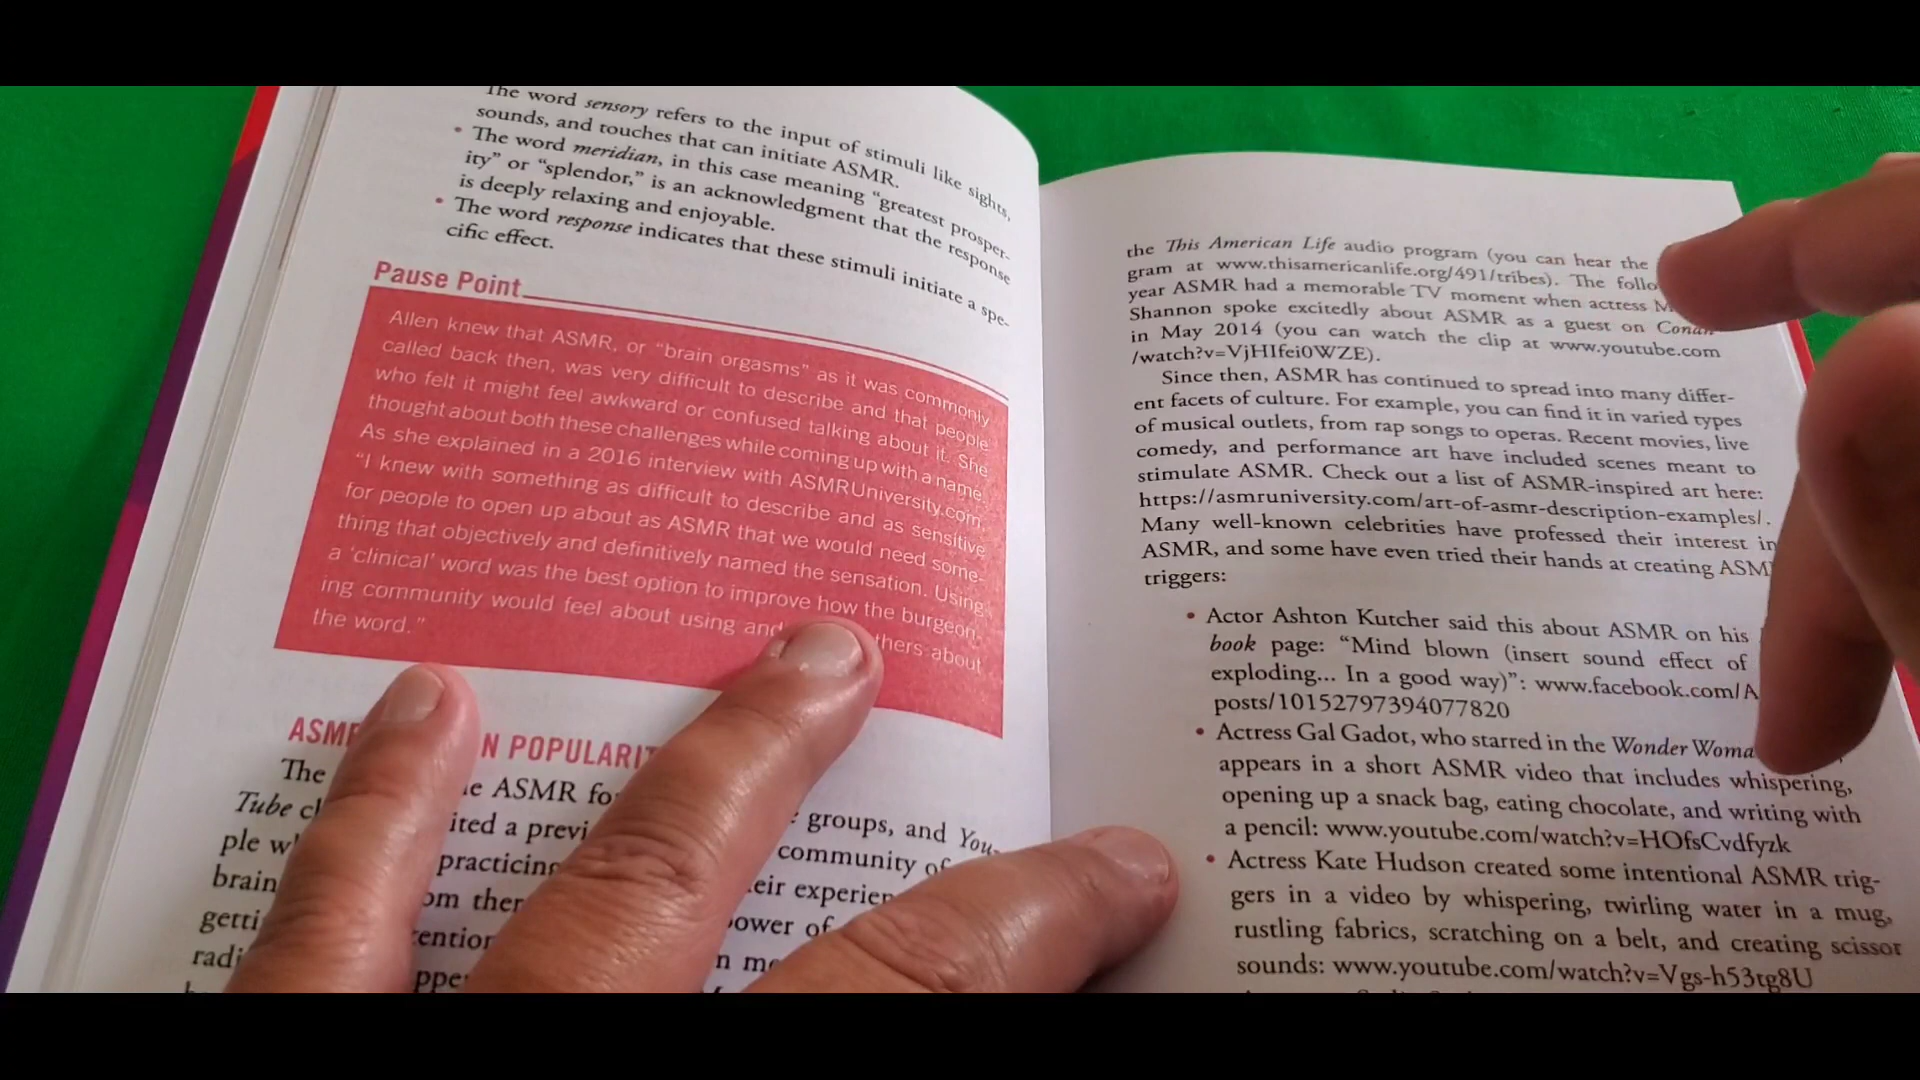 The word sensory refers to the input of stimuli like sights,
sounds, and touches that can initiate ASMR.
• The word meridian, in this case meaning “greatest prosper-
ity” or “splendor,” is an acknowledgment that the response
is deeply relaxing and enjoyable.
• The word response indicates that these stimuli initiate a spe-
cific effect.
Pause Point
Allen knew that ASMR, or “brain orgasms” as it was commonly
called back then, was very difficult to describe and that people
who felt it might feel awkward or confused talking about it. She
thought about both these challenges while coming up with a name.
As she explained in a 2016 interview with ASMRUniversity.com,
“I knew with something as difficult to describe and as sensitive
for people to open up about as ASMR that we would need some-
thing that objectively and definitively named the sensation. Using
a ‘clinical’ word was the best option to improve how the burgeon-
ing community would feel about using and thers about
the word.”
N POPULARIT
The ASMR
groups, and You-
Tube ited a previ community of
ple practicing eir experien
brain om ther ower of
the This American Life audio program (you can hear the
gram at www.thisamericanlife.org/491/tribes). The follo
year ASMR had a memorable TV moment when actress M
Shannon spoke excitedly about ASMR as a guest on Conan
in May 2014 (you can watch the clip at www.youtube.com
/watch?v=VjHIfei0WZE).
Since then, ASMR has continued to spread into many differ-
ent facets of culture. For example, you can find it in varied types
of musical outlets, from rap songs to operas. Recent movies, live
comedy, and performance art have included scenes meant to
stimulate ASMR. Check out a list of ASMR-inspired art here:
https://asmruniversity.com/art-of-asmr-description-examples/.
Many well-known celebrities have professed their interest in
ASMR, and some have even tried their hands at creating ASM
triggers:
• Actor Ashton Kutcher said this about ASMR on his
book page: “Mind blown (insert sound effect of
exploding... In a good way)”: www.facebook.com/A
posts/10152797394077820
• Actress Gal Gadot, who starred in the Wonder Woma
appears in a short ASMR video that includes whispering,
opening up a snack bag, eating chocolate, and writing with
a pencil: www.youtube.com/watch?v=HOfsCvdfyzk
• Actress Kate Hudson created some intentional ASMR trig-
gers in a video by whispering, twirling water in a mug,
rustling fabrics, scratching on a belt, and creating scissor
sounds: www.youtube.com/watch?v=Vgs-h53tg8U